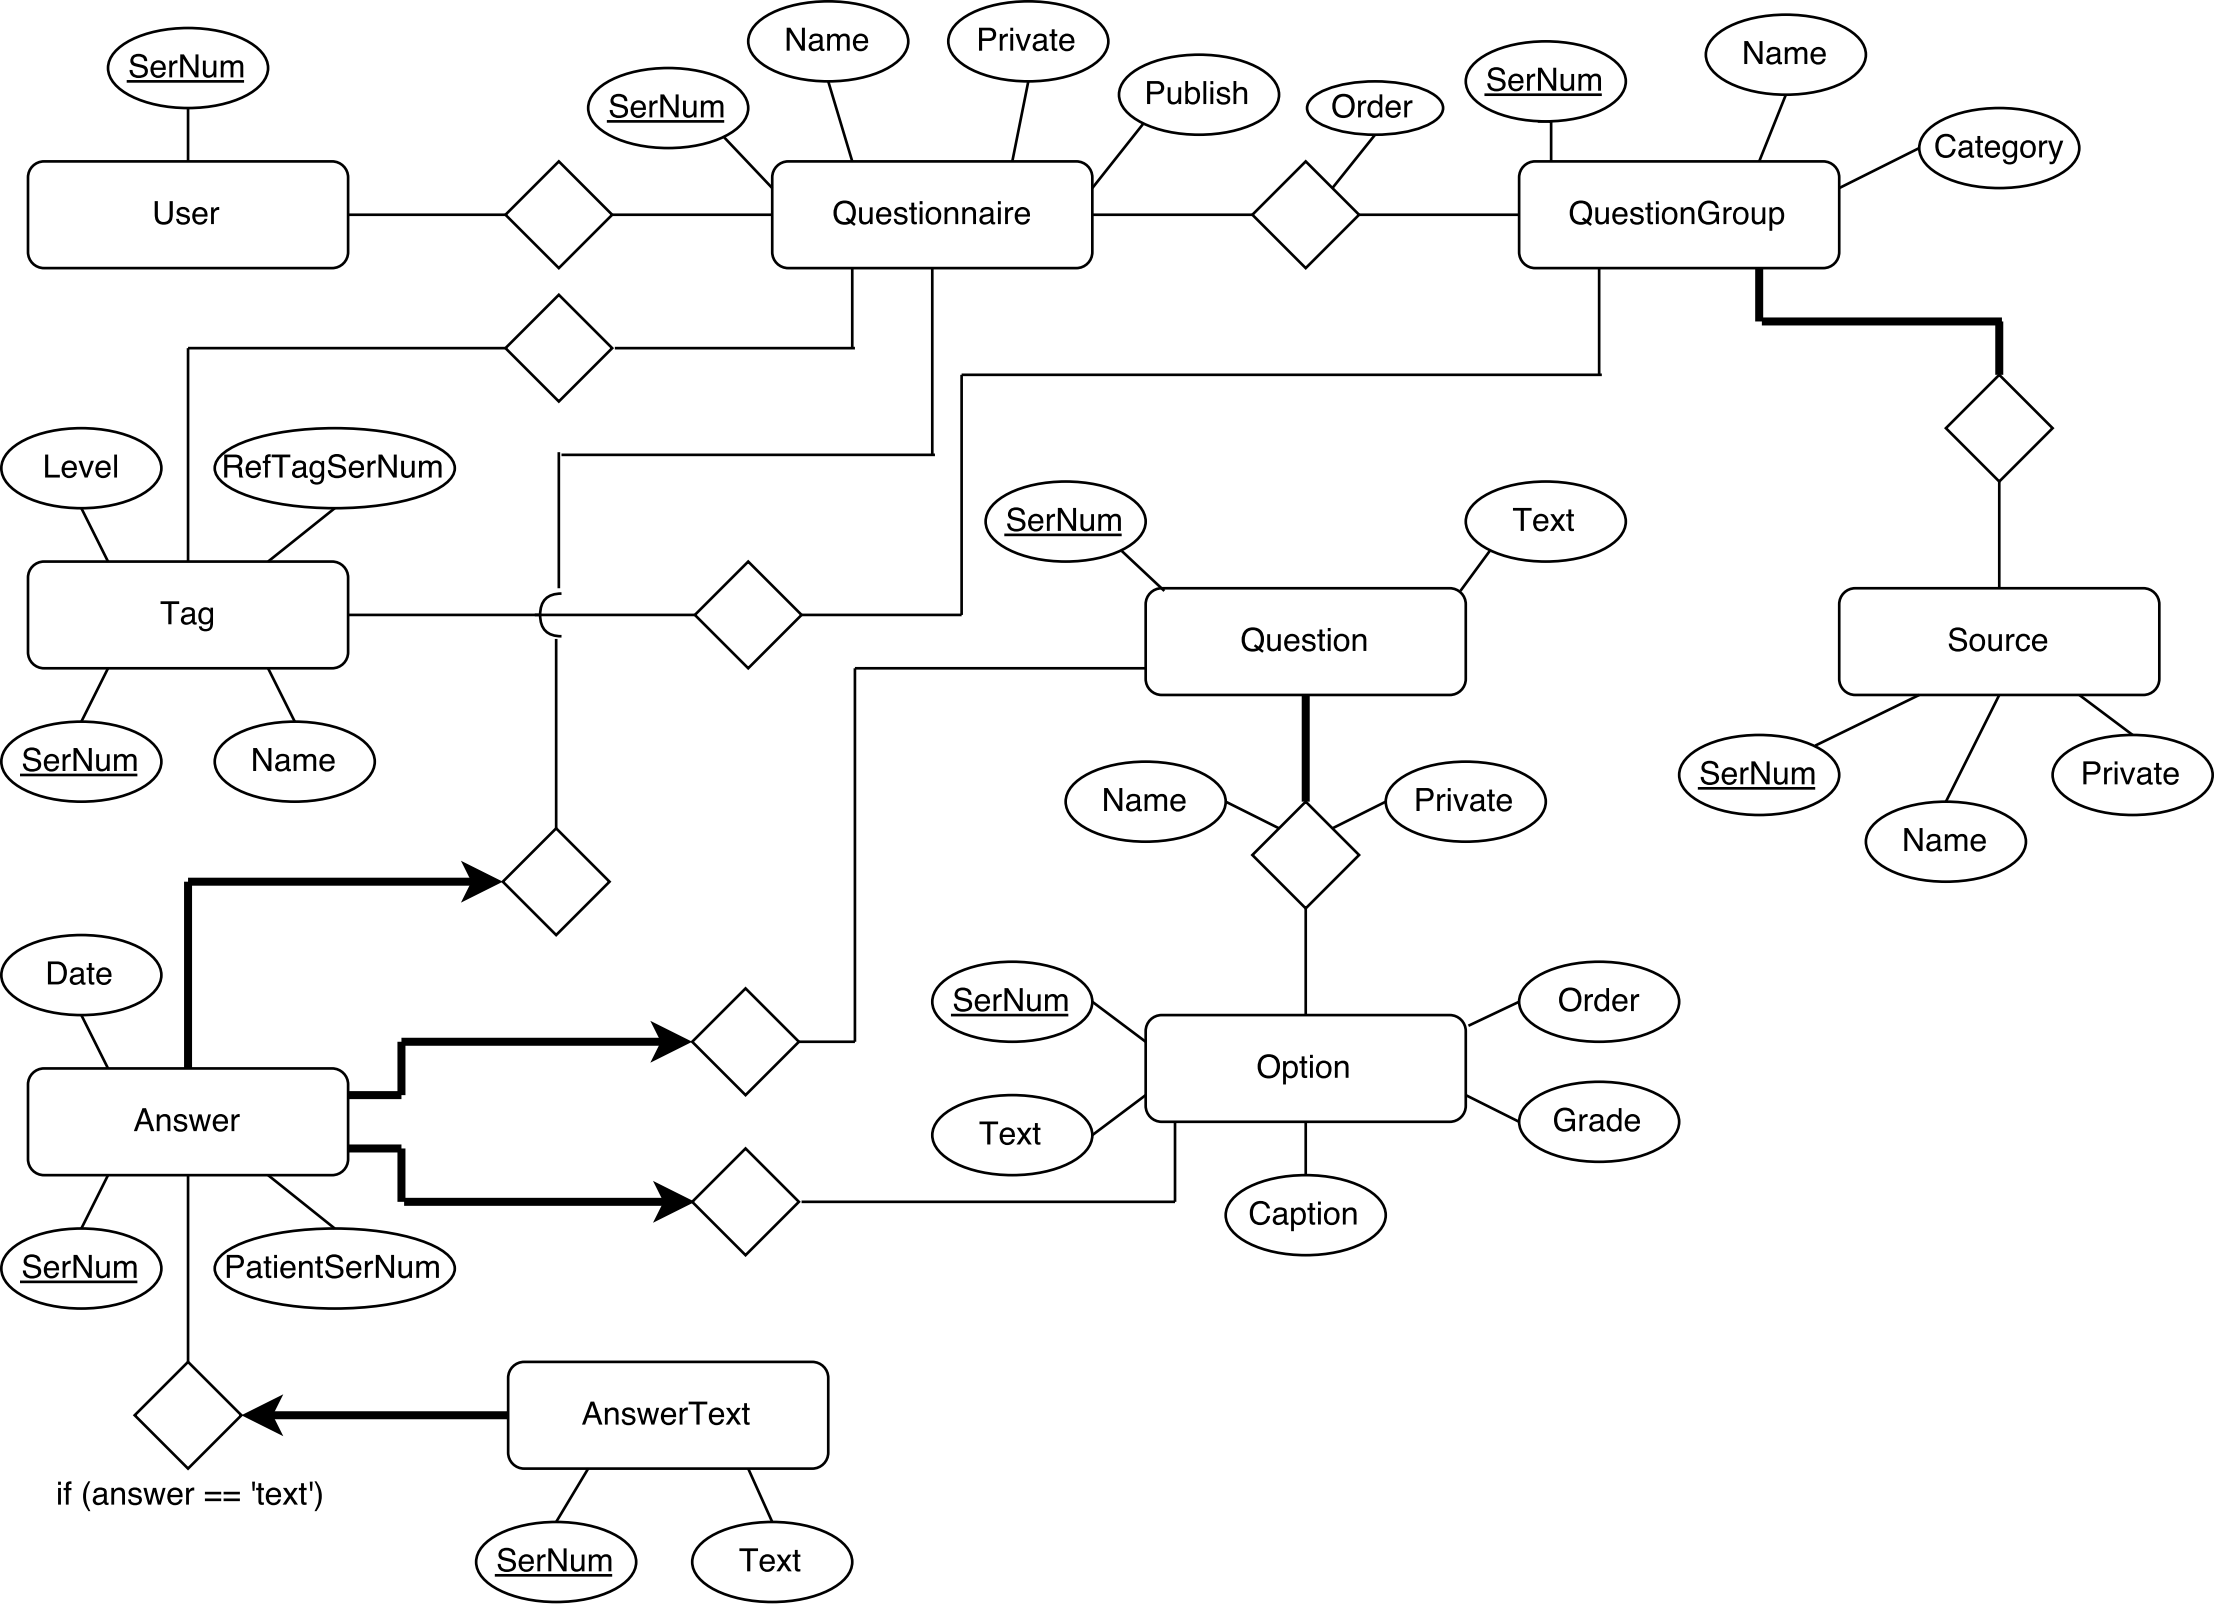 Name
Private
SerNum
SerNum
Publish
Order
SerNum
Name
Category
User
Questionnaire
QuestionGroup
Level
RefTagSerNum
SerNum
Text
Tag
Question
Source
SerNum
Name
Name
Private
SerNum
Private
Name
Date
SerNum
Order
Option
Answer
Text
Grade
Caption
SerNum
PatientSerNum
AnswerText
if (answer == 'text')
SerNum
Text